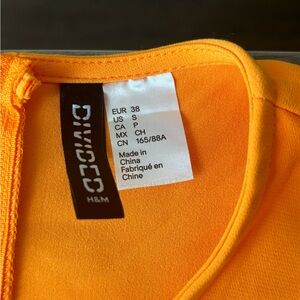 DIVIDED
H&M
EUR 38
US S
CA P
MX CH
CN 165/88A
Made in
China
Fabriqué en
Chine